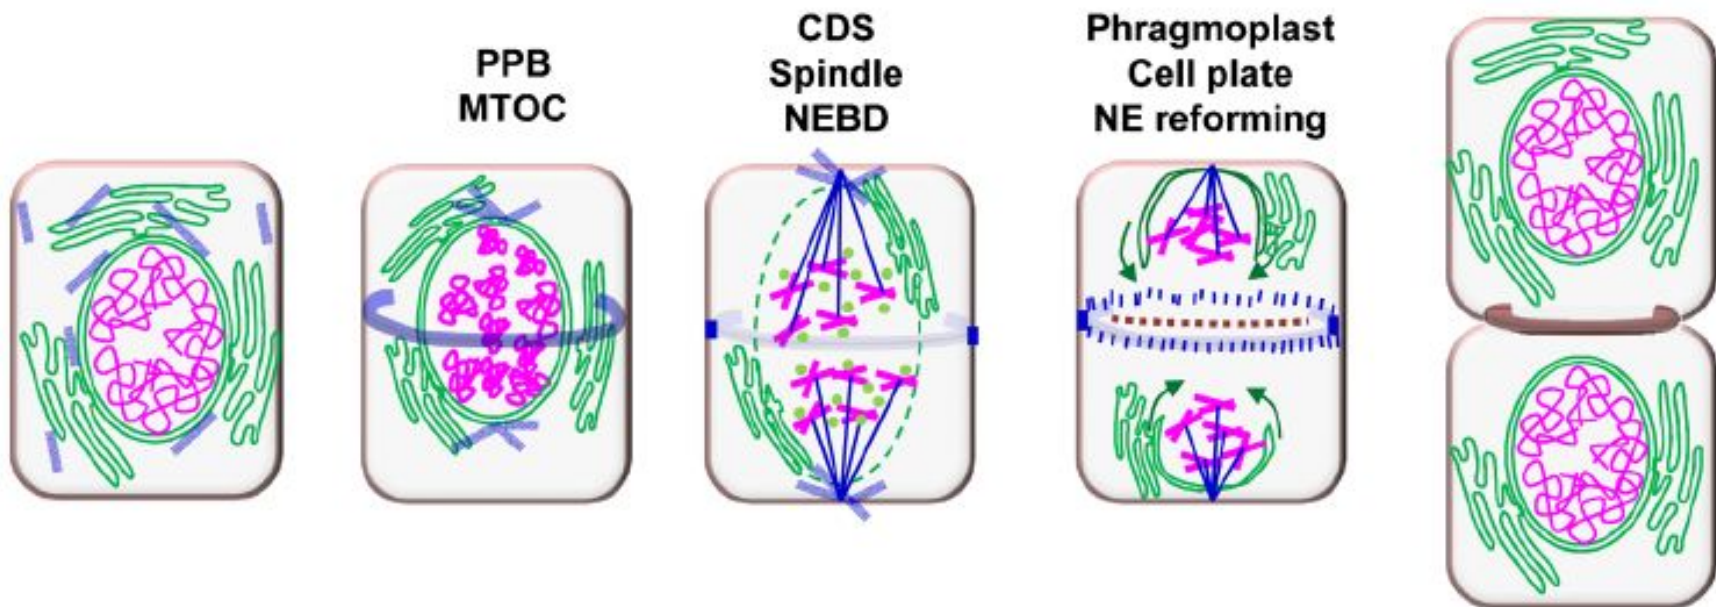 PPB
MTOC
CDS
Spindle
NEBD
Phragmoplast
Cell plate
NE reforming